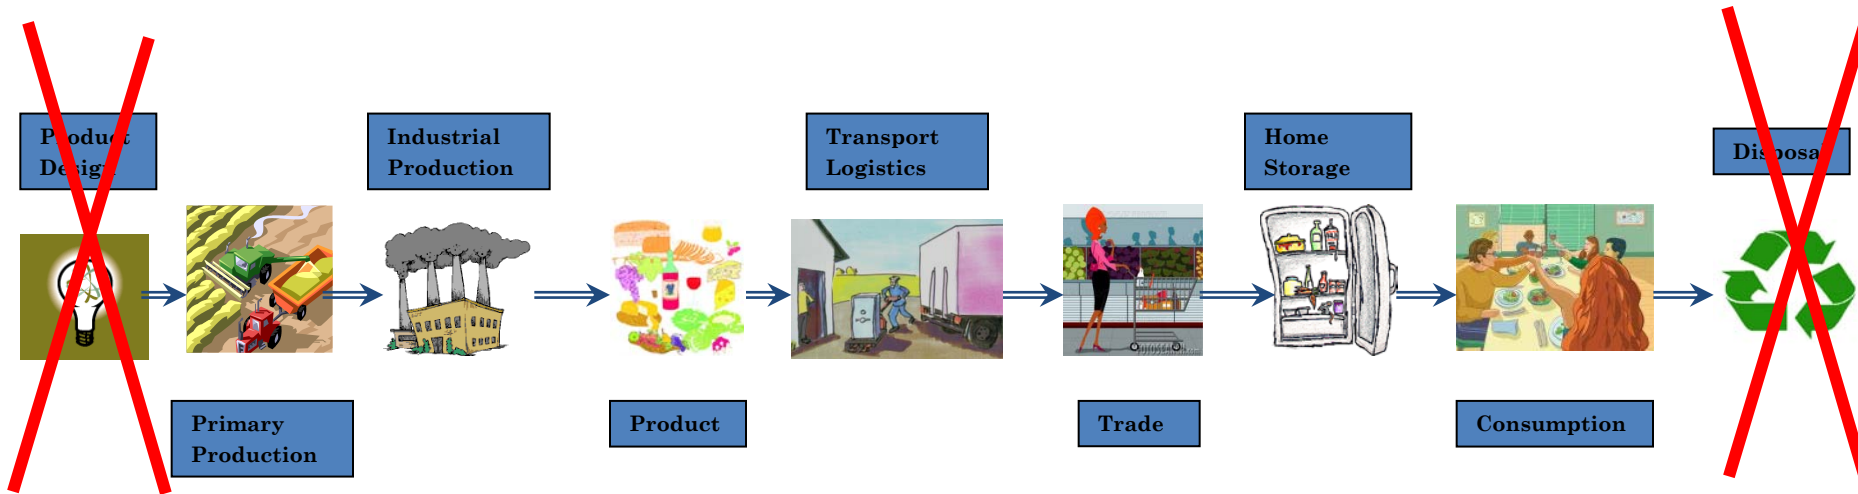 Product
Design
Primary
Production
Industrial
Production
Product
Transport
Logistics
Trade
Home
Storage
Consumption
Disposal